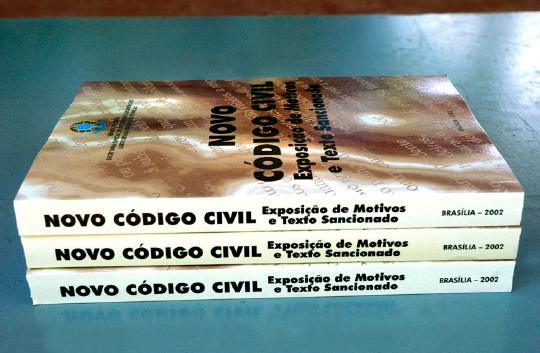 NOVO
CÓDIGO CIVIL
Exposição de Motivos
e Texto Sancionado
NOVO CÓDIGO CIVIL Exposição de Motivos
e Texto Sancionado
BRASÍLIA – 2002
NOVO CÓDIGO CIVIL Exposição de Motivos
e Texto Sancionado
BRASÍLIA – 2002
NOVO CÓDIGO CIVIL Exposição de Motivos
e Texto Sancionado
BRASÍLIA – 2002